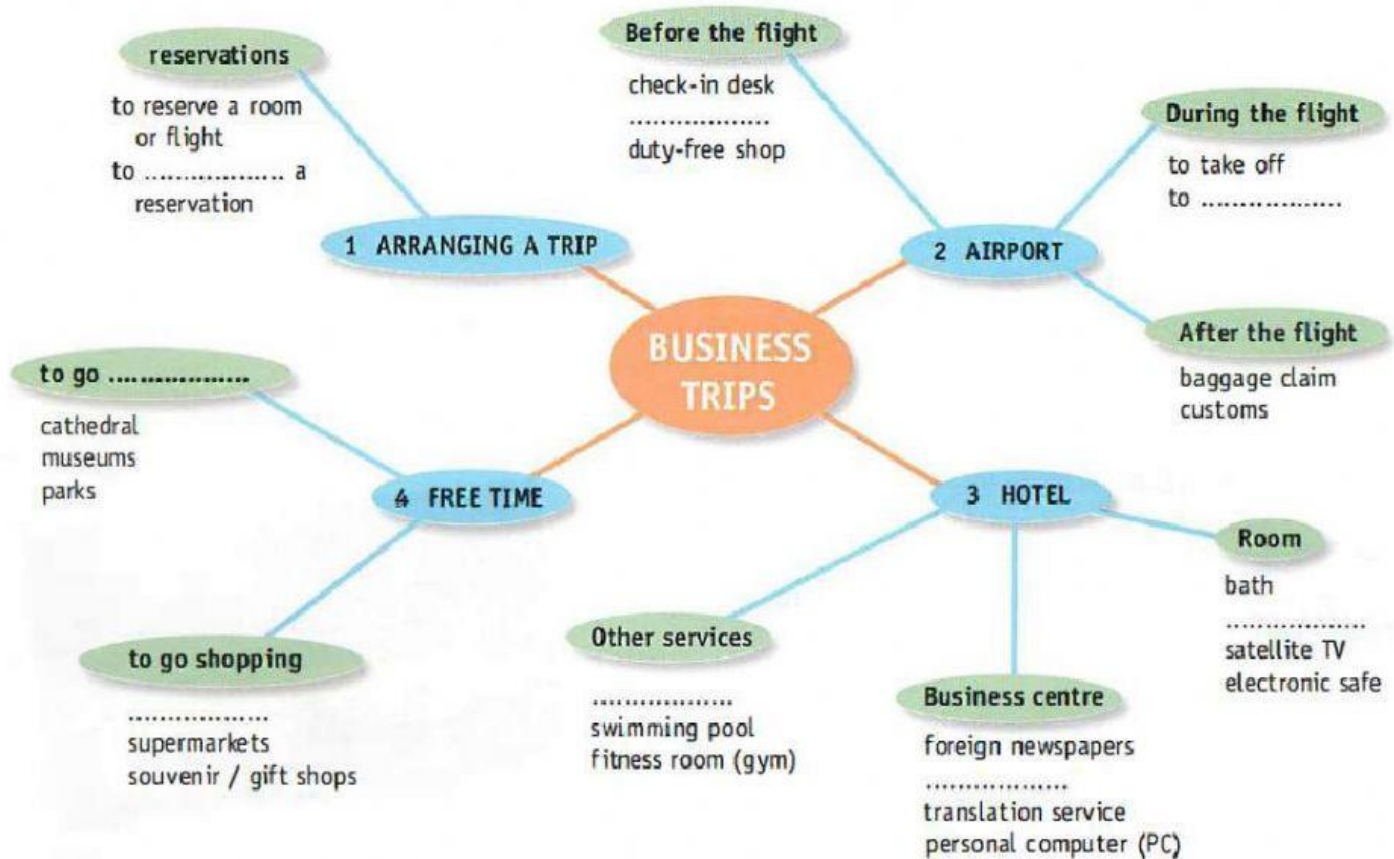 BUSINESS
TRIPS
1 ARRANGING A TRIP
reservations
to reserve a room
or flight
to .................. a
reservation
2 AIRPORT
Before the flight
check-in desk
..................
duty-free shop
During the flight
to take off
to ..................
After the flight
baggage claim
customs
3 HOTEL
Room
bath
..................
satellite TV
electronic safe
Business centre
foreign newspapers
..................
translation service
personal computer (PC)
Other services
..................
swimming pool
fitness room (gym)
4 FREE TIME
to go ..................
cathedral
museums
parks
to go shopping
..................
supermarkets
souvenir / gift shops